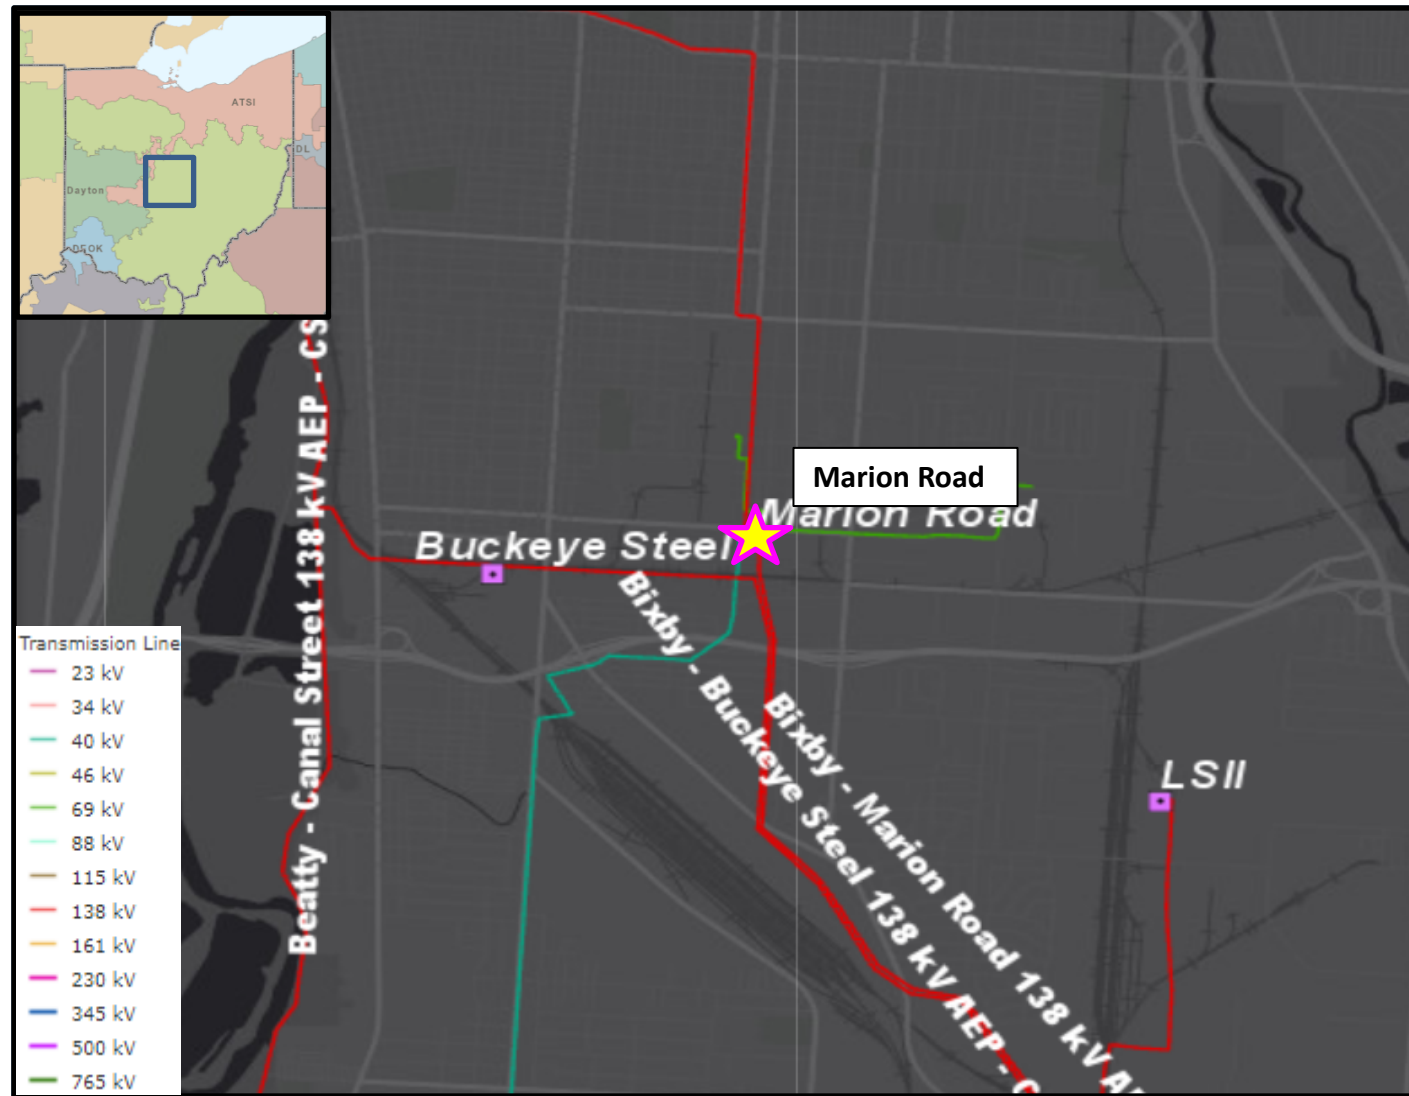 ATSI
DL
Dayton
DEOK
Marion Road
Marion Road
Buckeye Steel
LSII
Beatty - Canal Street 138 kV AEP - CS
Bixby - Buckeye Steel 138 kV AEP - C
Bixby - Marion Road 138 kV A
Transmission Line
23 kV
34 kV
40 kV
46 kV
69 kV
88 kV
115 kV
138 kV
161 kV
230 kV
345 kV
500 kV
765 kV